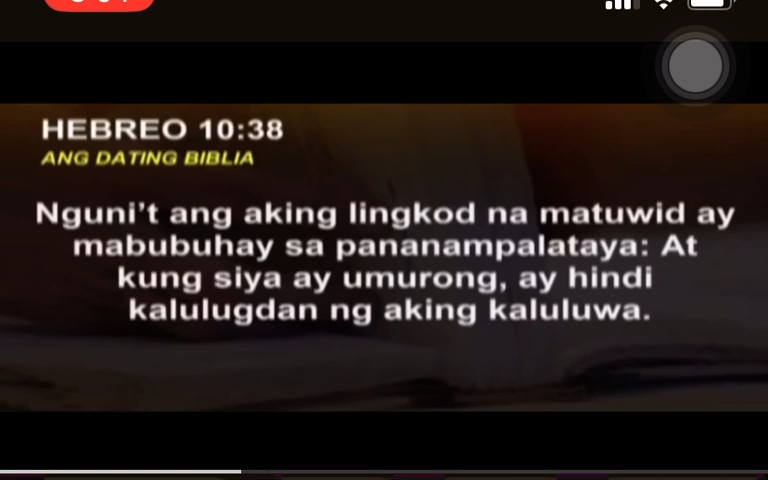 HEBREO 10:38
ANG DATING BIBLIA
Nguni't ang aking lingkod na matuwid ay
mabubuhay sa pananampalataya: At
kung siya ay umurong, ay hindi
kalulugdan ng aking kaluluwa.